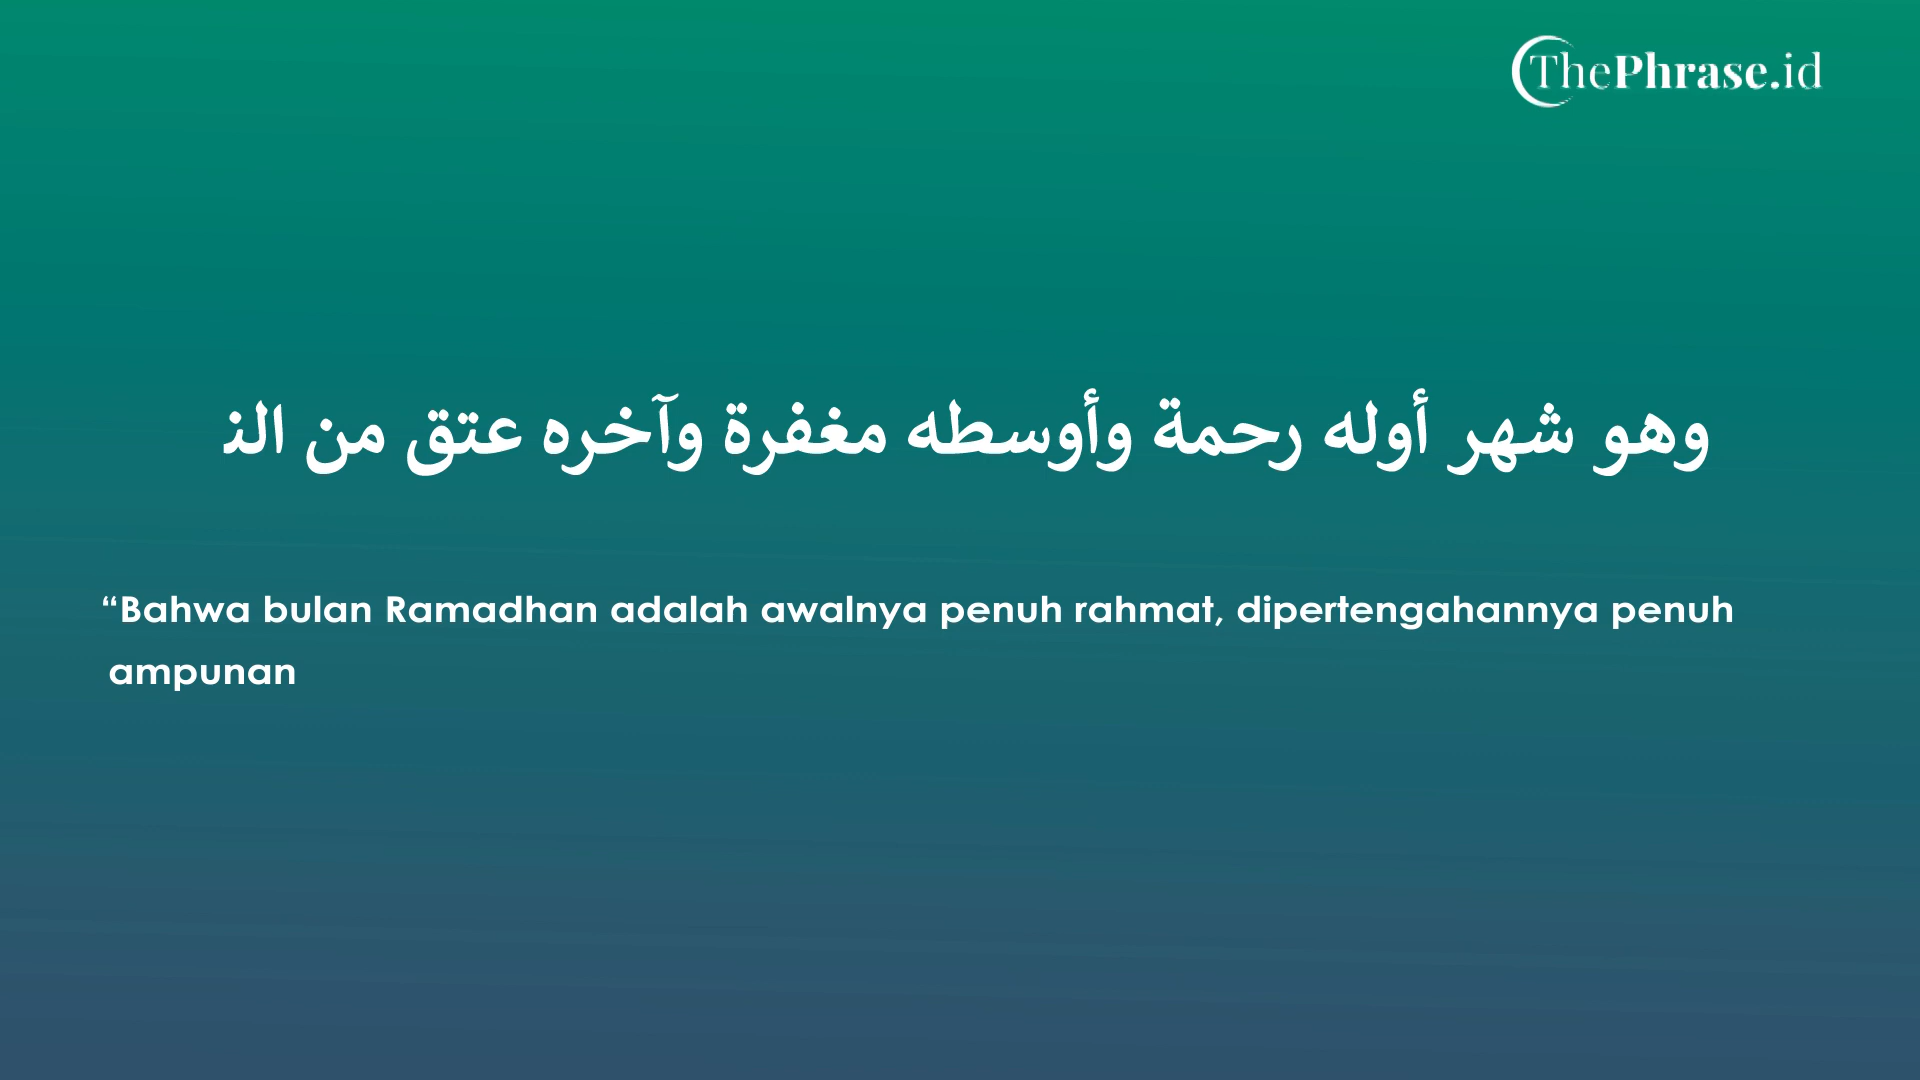 ThePhrase.id
وهو شهر أوله رحمة وأوسطه مغفرة وآخره عتق من الن
“Bahwa bulan Ramadhan adalah awalnya penuh rahmat, dipertengahannya penuh
ampunan